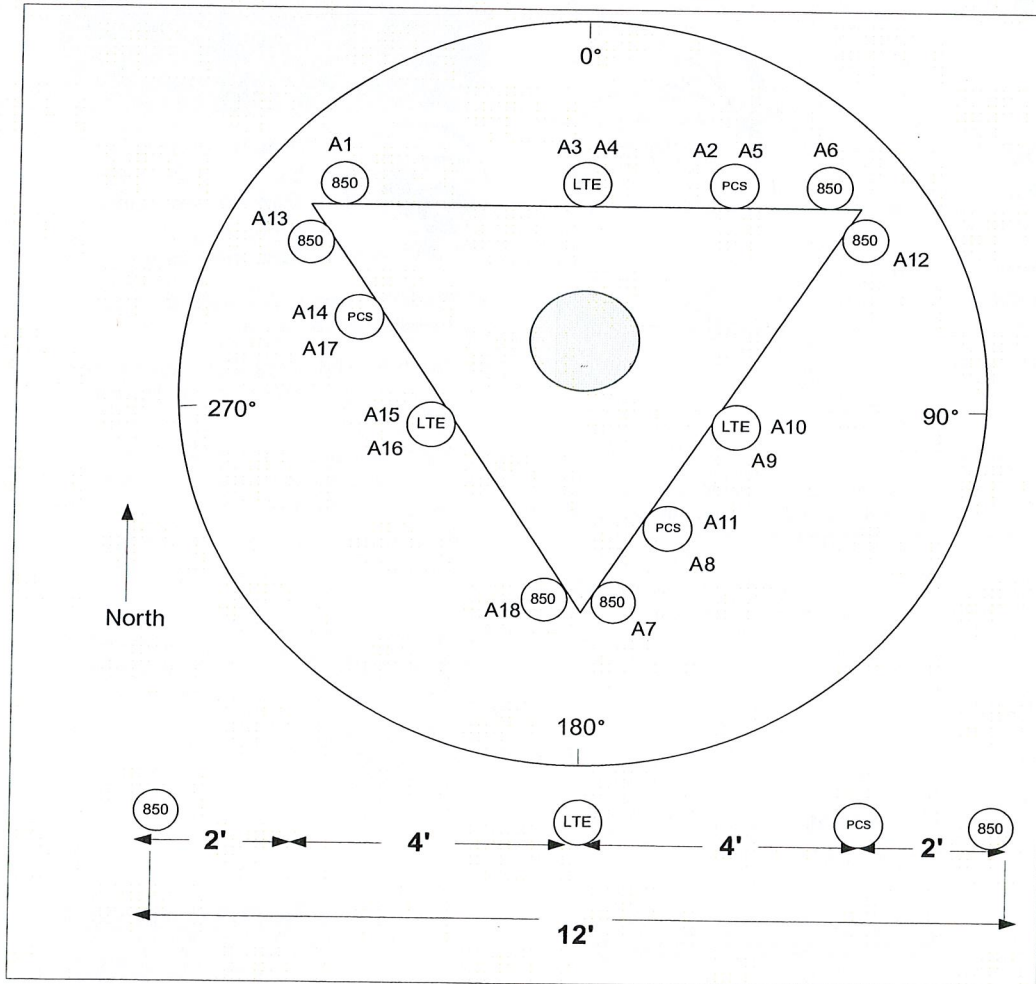 0°
A1
A3 A4
A2 A5
A6
850
LTE
PCS
850
A13
850
850
A12
A14
PCS
A17
270°
90°
A15
LTE
A16
LTE
A10
A9
PCS
A11
A8
North
A18
850
850
A7
180°
850
LTE
PCS
850
2'
4'
4'
2'
12'